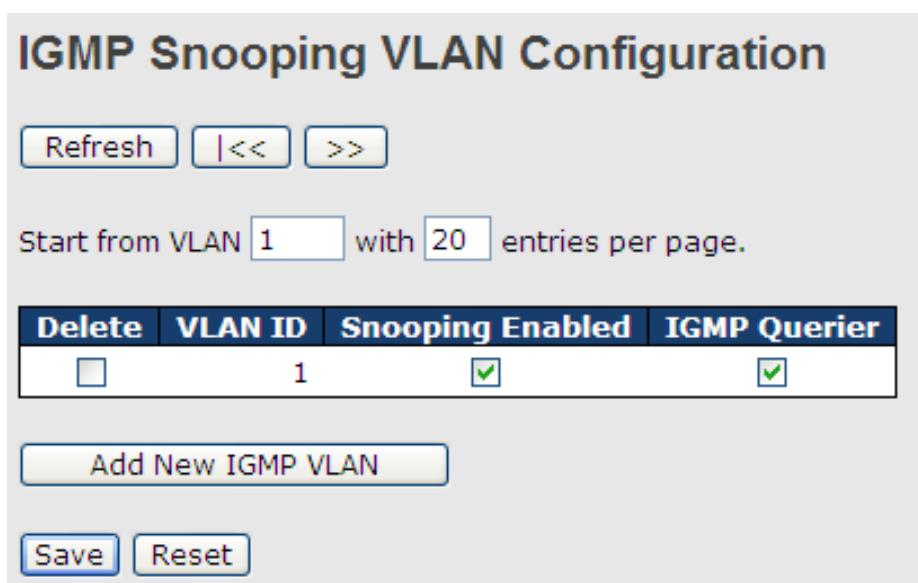 IGMP Snooping VLAN Configuration
Refresh |<< >>
Start from VLAN 1 with 20 entries per page.
Delete VLAN ID Snooping Enabled IGMP Querier
1
Add New IGMP VLAN
Save Reset